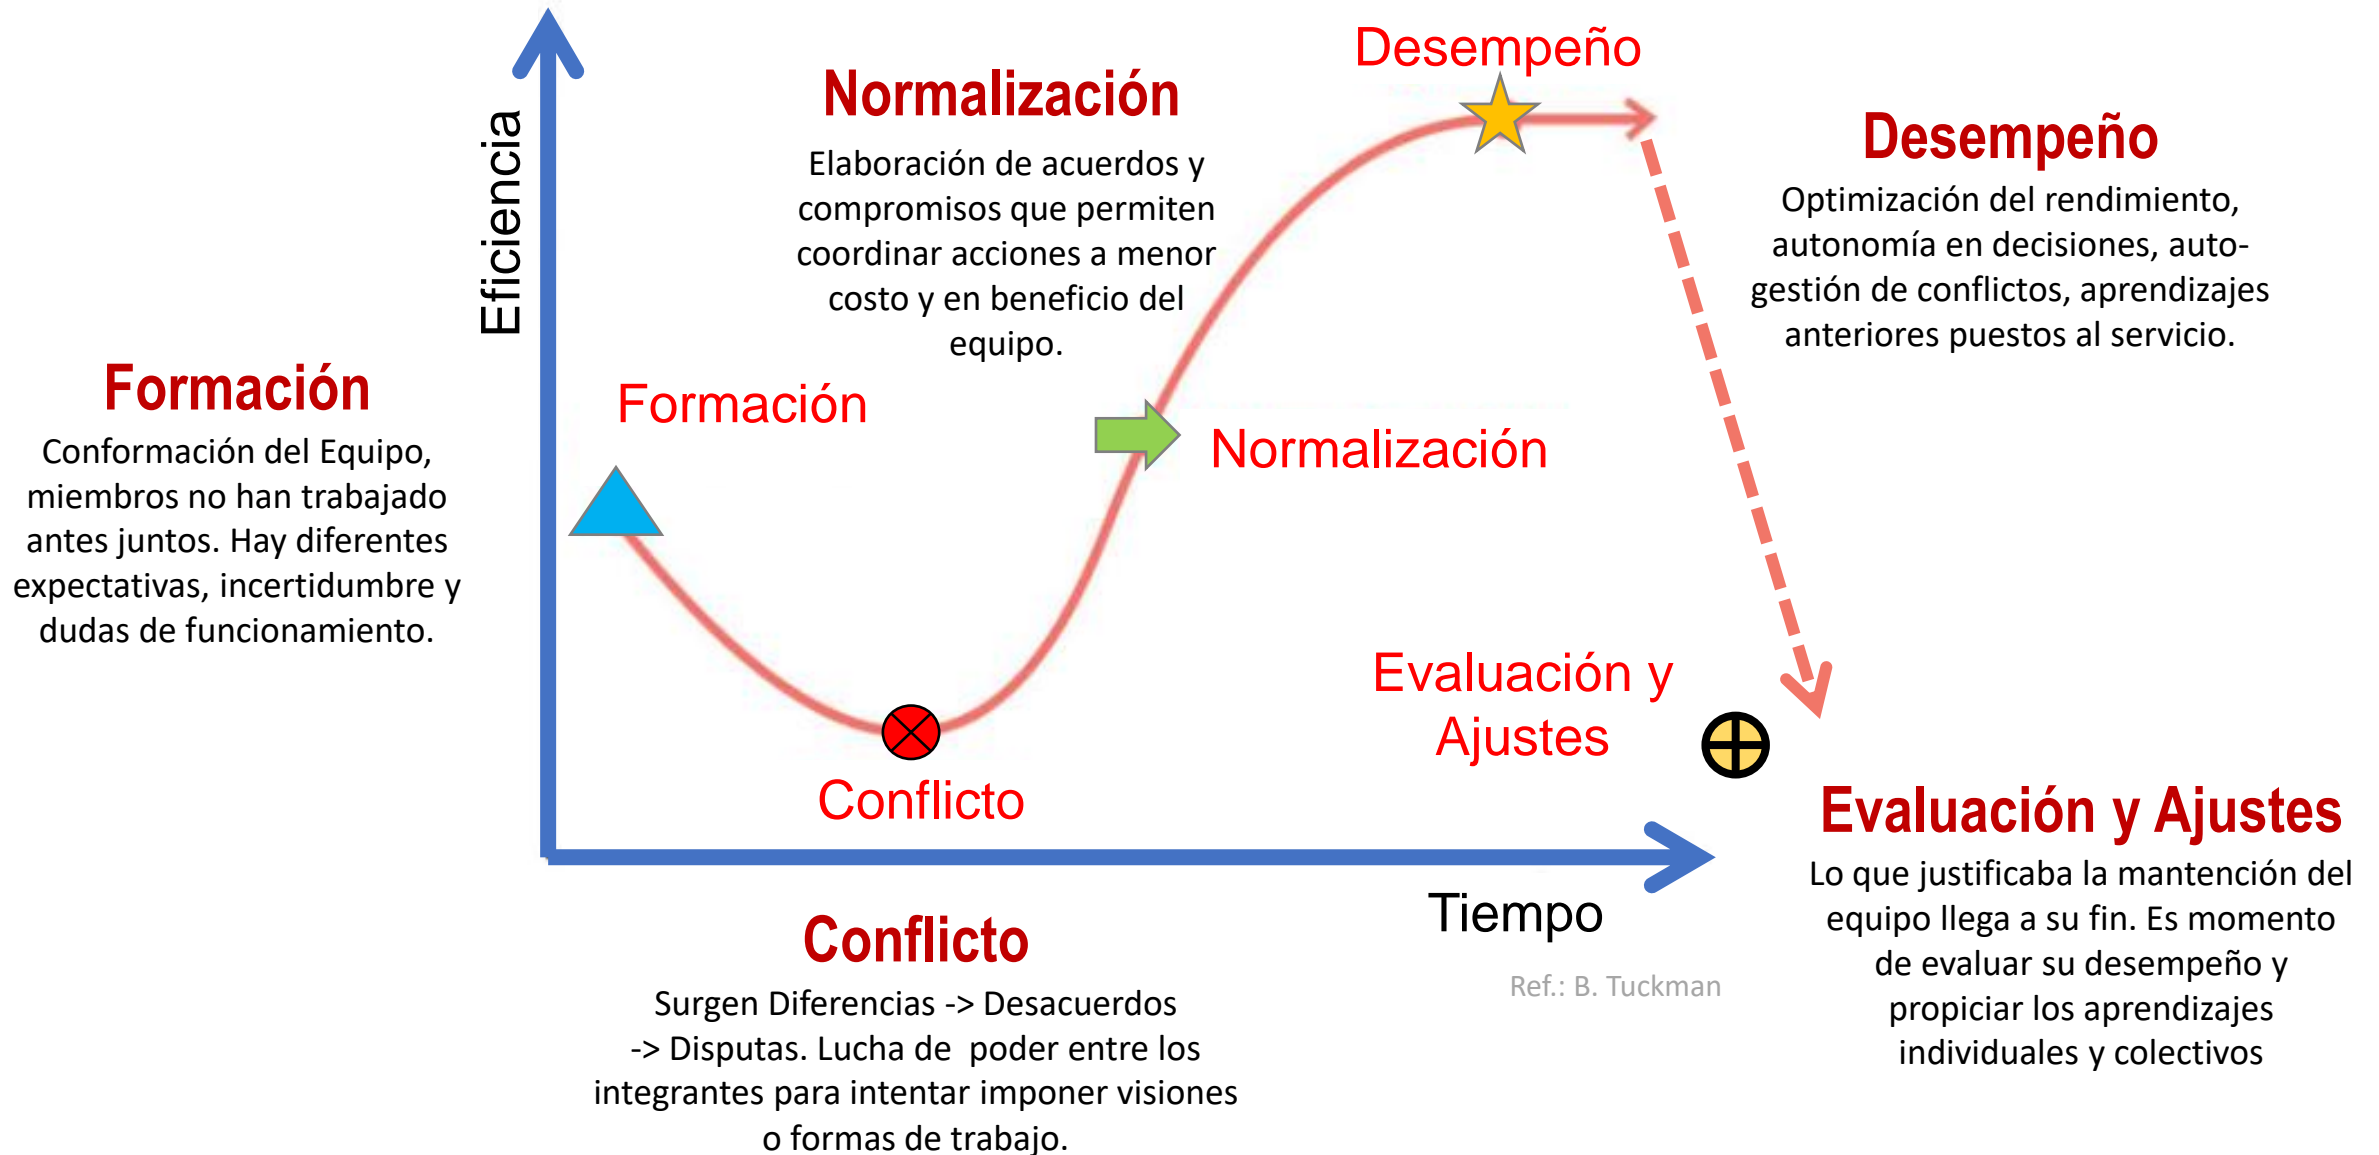 Desempeño
Normalización
Elaboración de acuerdos y
compromisos que permiten
coordinar acciones a menor
costo y en beneficio del
equipo.
Desempeño
Optimización del rendimiento,
autonomía en decisiones, auto-
gestión de conflictos, aprendizajes
anteriores puestos al servicio.
Eficiencia
Formación
Conformación del Equipo,
miembros no han trabajado
antes juntos. Hay diferentes
expectativas, incertidumbre y
dudas de funcionamiento.
Formación
Normalización
Evaluación y
Ajustes
Conflicto
Evaluación y Ajustes
Lo que justificaba la mantención del
equipo llega a su fin. Es momento
de evaluar su desempeño y
propiciar los aprendizajes
individuales y colectivos
Tiempo
Ref.: B. Tuckman
Conflicto
Surgen Diferencias -> Desacuerdos
-> Disputas. Lucha de  poder entre los
integrantes para intentar imponer visiones
o formas de trabajo.